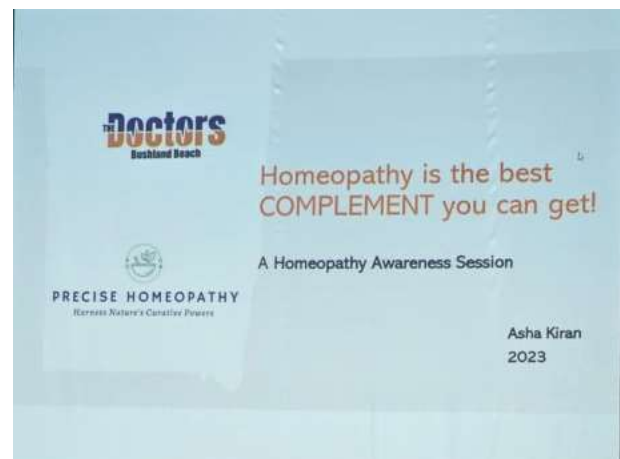 THE Doctors
Bushland Beach
Homeopathy is the best
COMPLEMENT you can get!
A Homeopathy Awareness Session
PRECISE HOMEOPATHY
Harness Nature's Curative Powers
Asha Kiran
2023